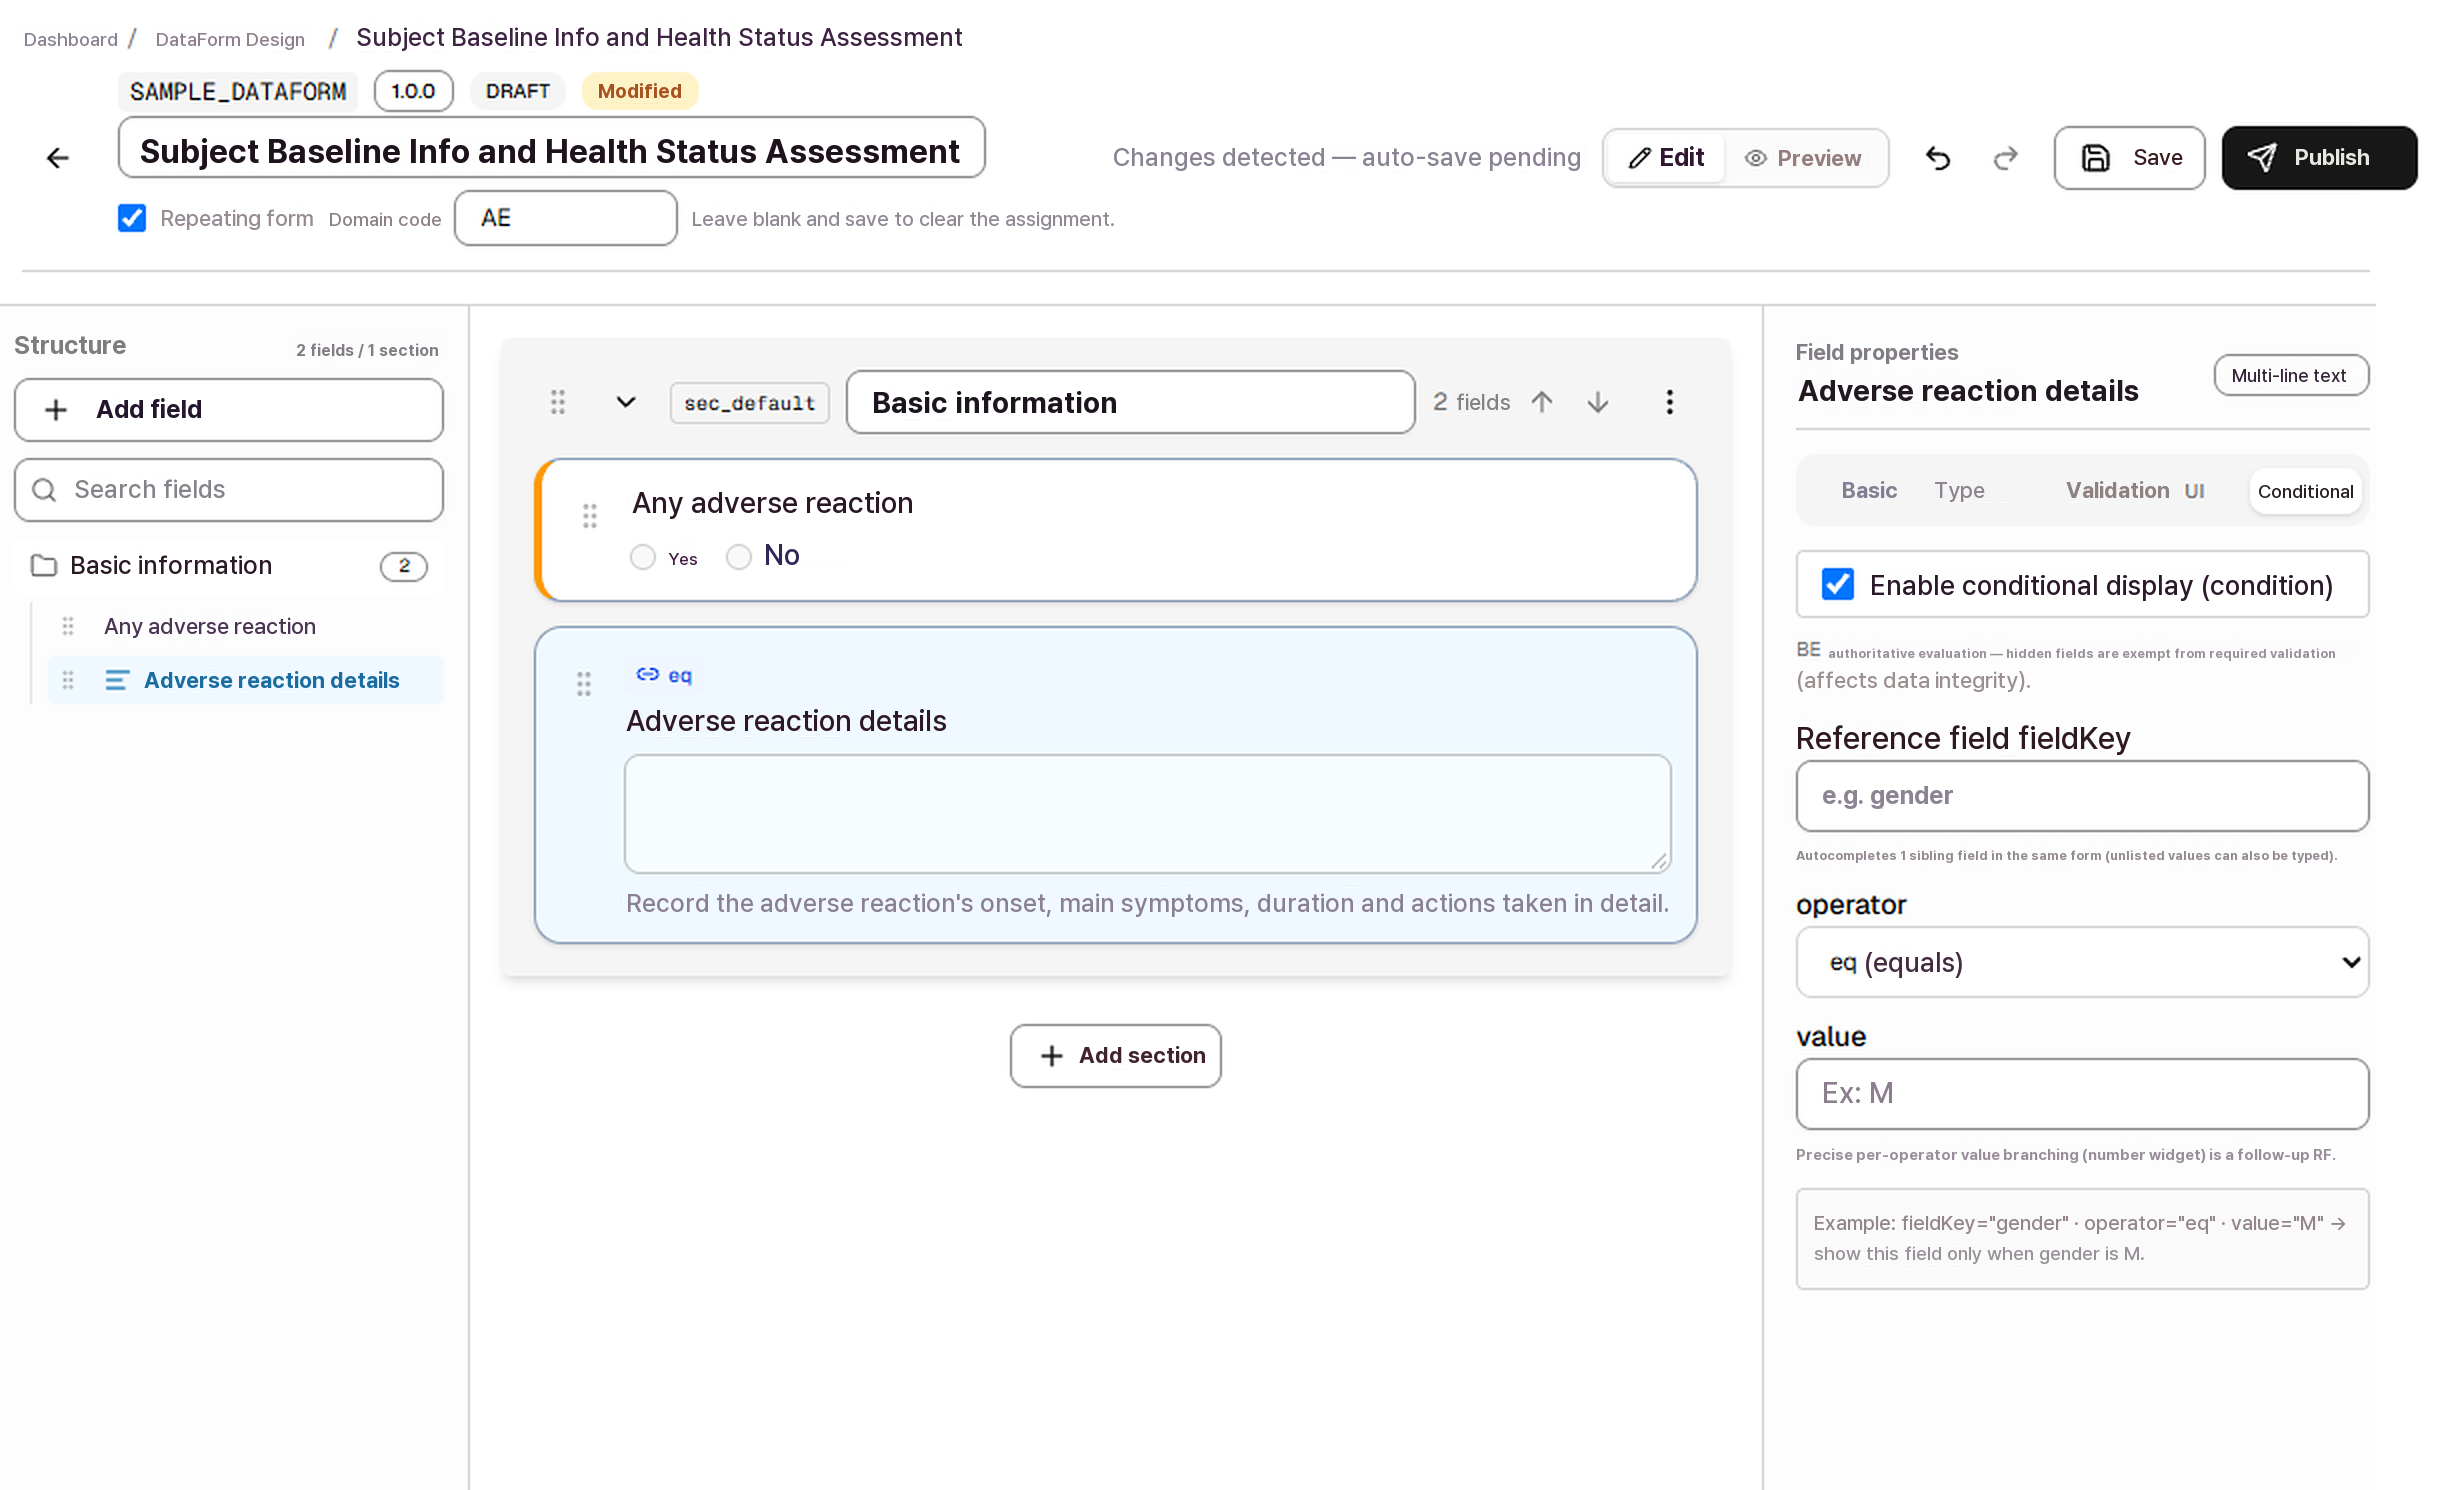 Dashboard / DataForm Design / Subject Baseline Info and Health Status Assessment
SAMPLE_DATAFORM 1.0.0 DRAFT Modified
Subject Baseline Info and Health Status Assessment
Changes detected — auto-save pending Edit Preview Save Publish
Repeating form Domain code AE Leave blank and save to clear the assignment.
Structure 2 fields / 1 section
Add field
Search fields
Basic information 2
Any adverse reaction
Adverse reaction details
sec_default Basic information 2 fields
Any adverse reaction
Yes No
eq
Adverse reaction details
Record the adverse reaction's onset, main symptoms, duration and actions taken in detail.
Add section
Field properties
Adverse reaction details Multi-line text
Basic Type Validation UI Conditional
Enable conditional display (condition)
BE authoritative evaluation — hidden fields are exempt from required validation
(affects data integrity).
Reference field fieldKey
e.g. gender
Autocompletes 1 sibling field in the same form (unlisted values can also be typed).
operator
eq (equals)
value
Ex: M
Precise per-operator value branching (number widget) is a follow-up RF.
Example: fieldKey="gender" · operator="eq" · value="M" →
show this field only when gender is M.